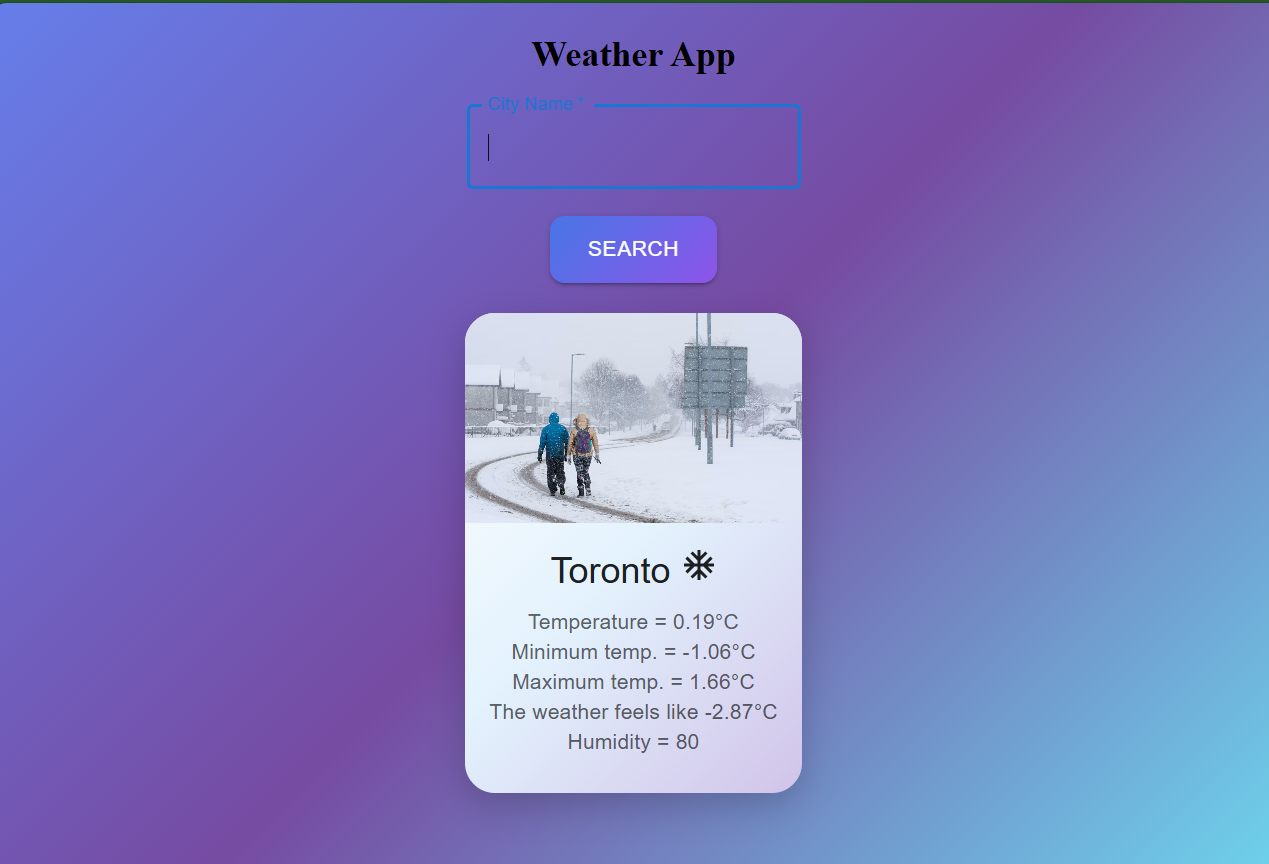 Weather App
City Name *
SEARCH
Toronto
Temperature = 0.19°C
Minimum temp. = -1.06°C
Maximum temp. = 1.66°C
The weather feels like -2.87°C
Humidity = 80